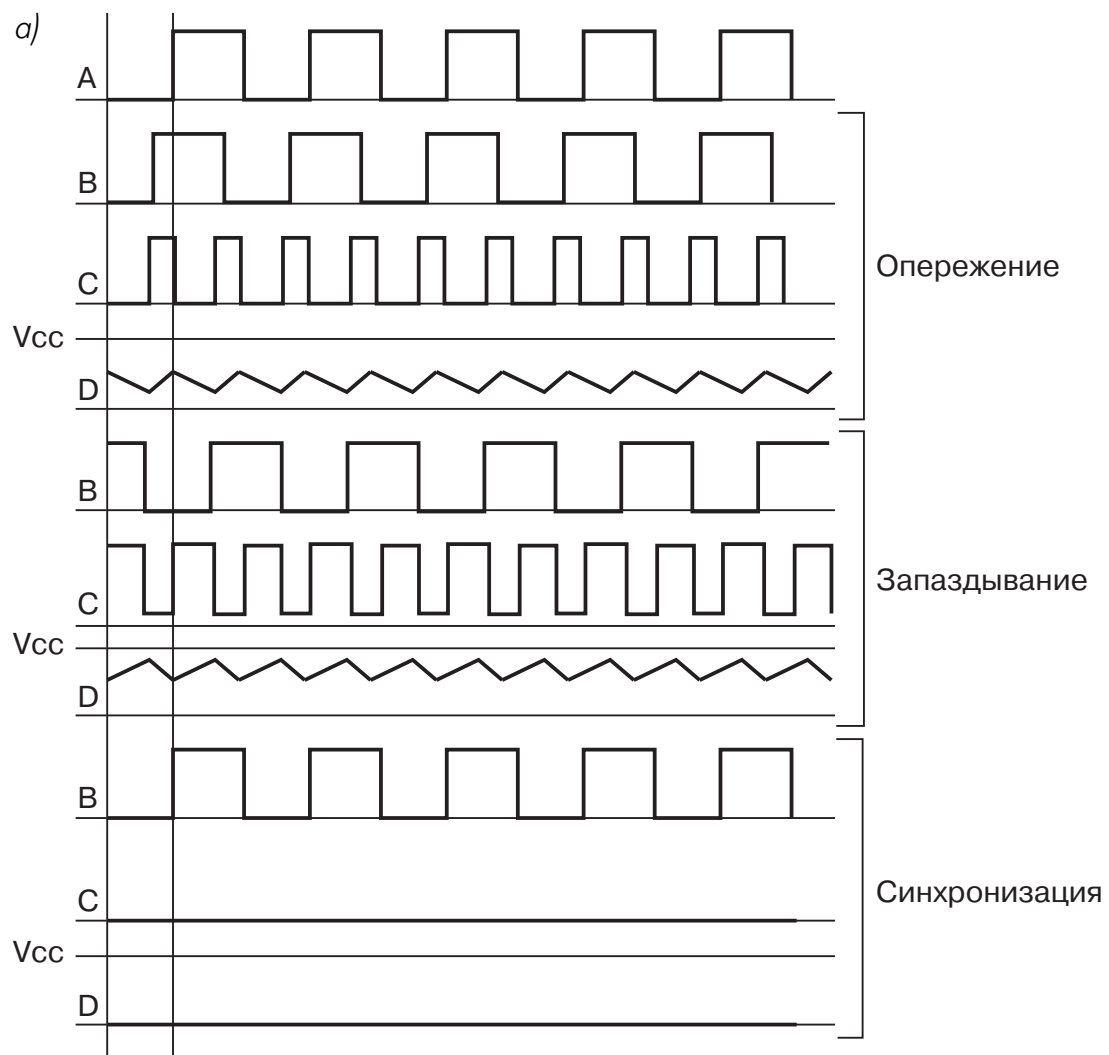 а)
A
B
C
Опережение
Vcc
D
B
C
Запаздывание
Vcc
D
B
C
Синхронизация
Vcc
D